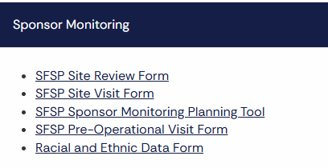 Sponsor Monitoring
SFSP Site Review Form
SFSP Site Visit Form
SFSP Sponsor Monitoring Planning Tool
SFSP Pre-Operational Visit Form
Racial and Ethnic Data Form